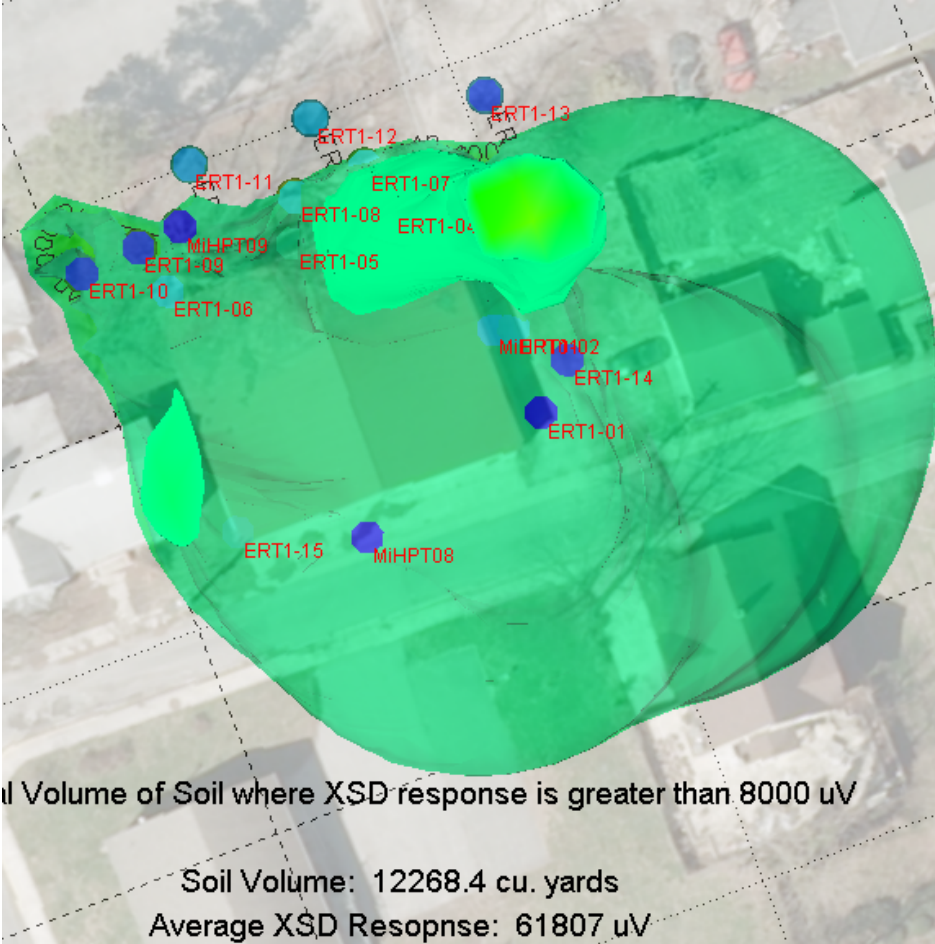 ERT1-13
ERT1-12
ERT1-11
ERT1-07
ERT1-08
ERT1-04
MiHPT09
ERT1-05
ERT1-09
ERT1-10
ERT1-06
ERT1-14
ERT1-01
ERT1-15
MiHPT08
al Volume of Soil where XSD response is greater than 8000 uV
Soil Volume: 12268.4 cu. yards
Average XSD Resopnse: 61807 uV